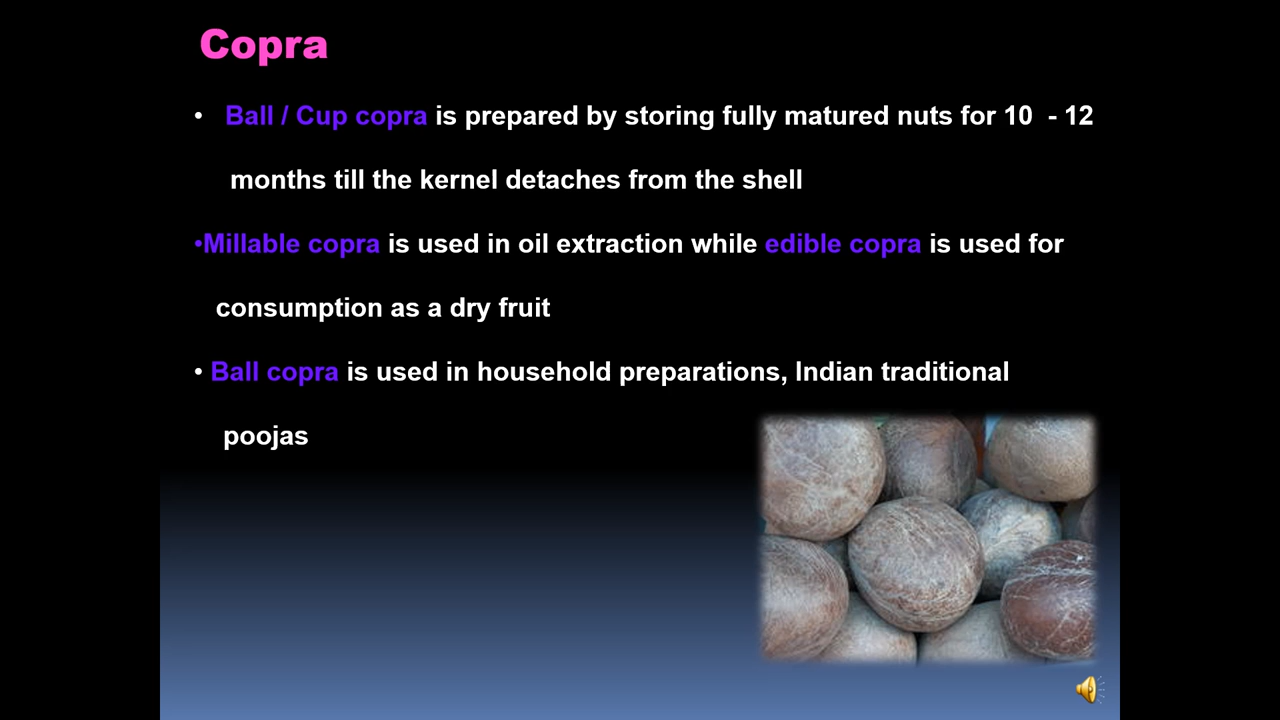 Copra
• Ball / Cup copra is prepared by storing fully matured nuts for 10  - 12
months till the kernel detaches from the shell
•Millable copra is used in oil extraction while edible copra is used for
consumption as a dry fruit
• Ball copra is used in household preparations, Indian traditional
poojas